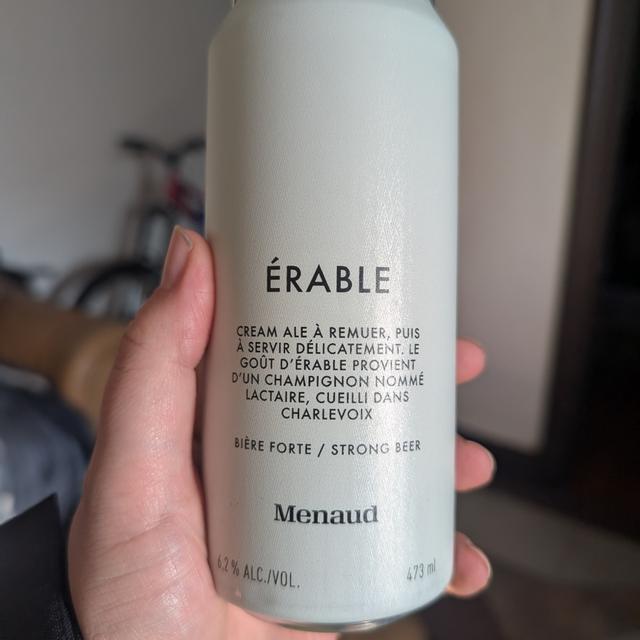 ÉRABLE
CREAM ALE À REMUER, PUIS
À SERVIR DÉLICATEMENT. LE
GOÛT D'ÉRABLE PROVIENT
D'UN CHAMPIGNON NOMMÉ
LACTAIRE, CUEILLI DANS
CHARLEVOIX
BIÈRE FORTE / STRONG BEER
Menaud
6.2 % ALC./VOL. 473 ml